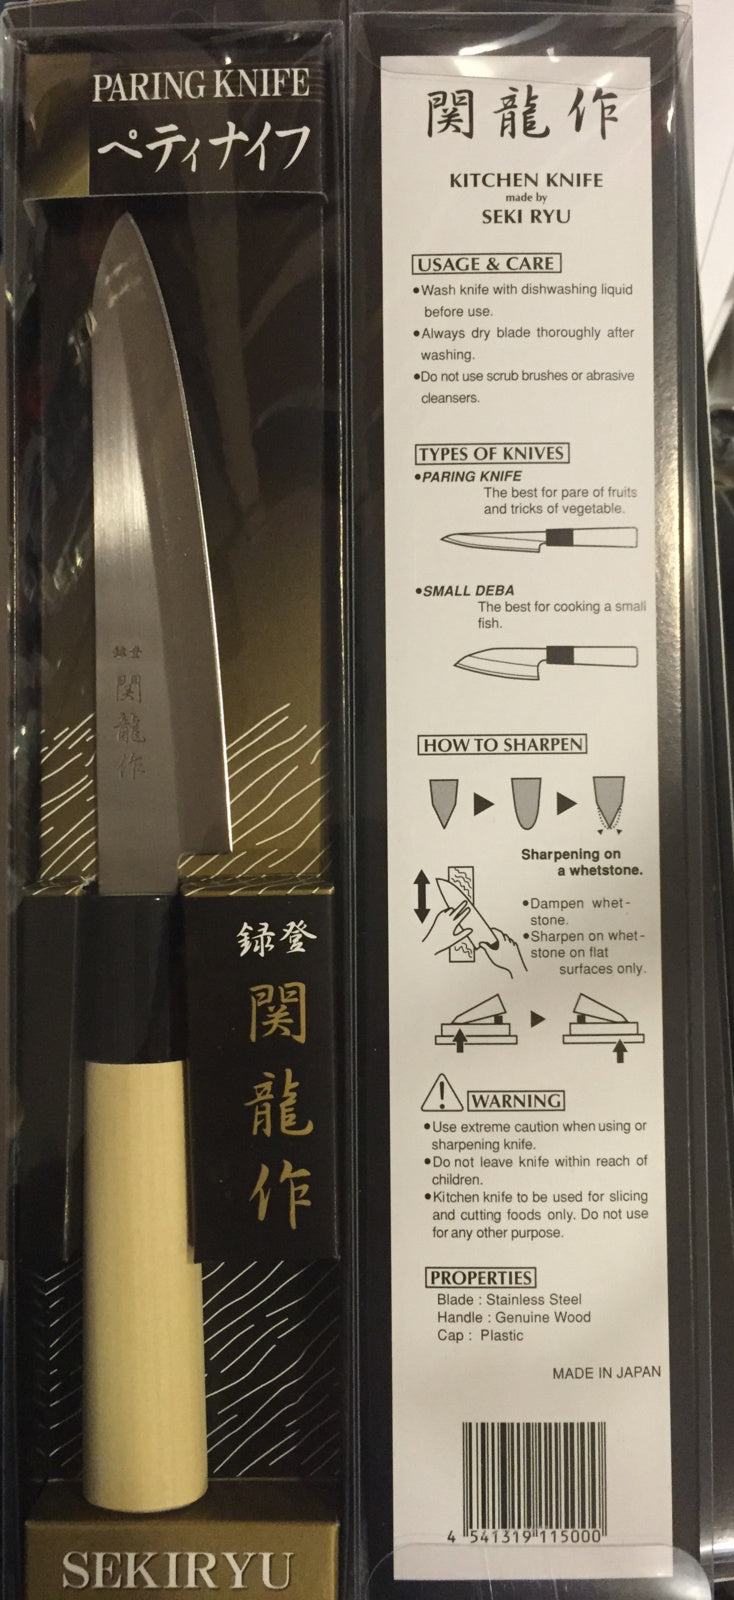 PARING KNIFE
ペティナイフ
録登
関
龍
作
録登
関
龍
作
SEKIRYU
関龍作
KITCHEN KNIFE
made by
SEKI RYU
USAGE & CARE
•Wash knife with dishwashing liquid
before use.
•Always dry blade thoroughly after
washing.
•Do not use scrub brushes or abrasive
cleansers.
TYPES OF KNIVES
•PARING KNIFE
The best for pare of fruits
and tricks of vegetable.
•SMALL DEBA
The best for cooking a small
fish.
HOW TO SHARPEN
Sharpening on
a whetstone.
•Dampen whet-
stone.
•Sharpen on whet-
stone on flat
surfaces only.
WARNING
•Use extreme caution when using or
sharpening knife.
•Do not leave knife within reach of
children.
•Kitchen knife to be used for slicing
and cutting foods only. Do not use
for any other purpose.
PROPERTIES
Blade : Stainless Steel
Handle : Genuine Wood
Cap : Plastic
MADE IN JAPAN
4 541319 115000